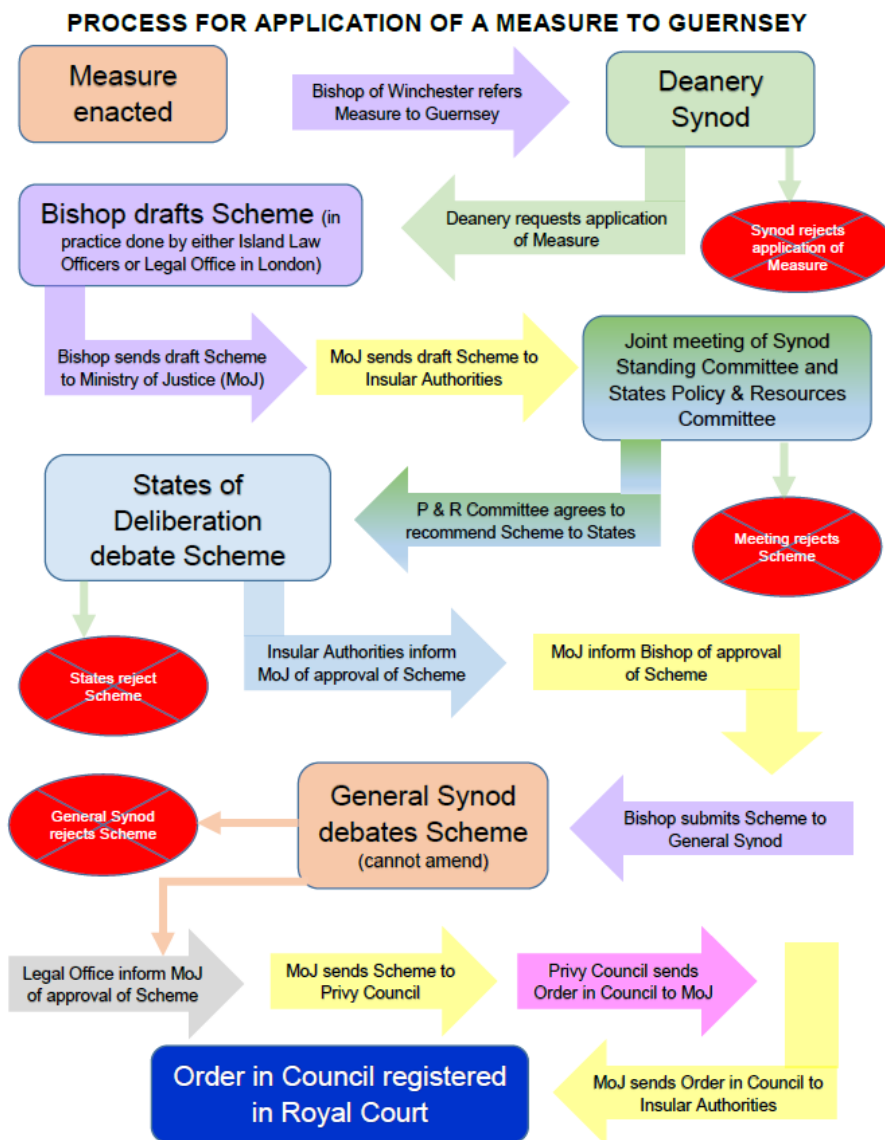 PROCESS FOR APPLICATION OF A MEASURE TO GUERNSEY
Measure
enacted
Bishop of Winchester refers
Measure to Guernsey
Deanery
Synod
Bishop drafts Scheme (in
practice done by either Island Law
Officers or Legal Office in London)
Deanery requests application
of Measure
Synod rejects
application of
Measure
Bishop sends draft Scheme
to Ministry of Justice (MoJ)
MoJ sends draft Scheme to
Insular Authorities
Joint meeting of Synod
Standing Committee and
States Policy & Resources
Committee
States of
Deliberation
debate Scheme
P & R Committee agrees to
recommend Scheme to States
Meeting rejects
Scheme
States reject
Scheme
Insular Authorities inform
MoJ of approval of Scheme
MoJ inform Bishop of approval
of Scheme
General Synod
rejects Scheme
General Synod
debates Scheme
(cannot amend)
Bishop submits Scheme to
General Synod
Legal Office inform MoJ
of approval of Scheme
MoJ sends Scheme to
Privy Council
Privy Council sends
Order in Council to MoJ
Order in Council registered
in Royal Court
MoJ sends Order in Council to
Insular Authorities